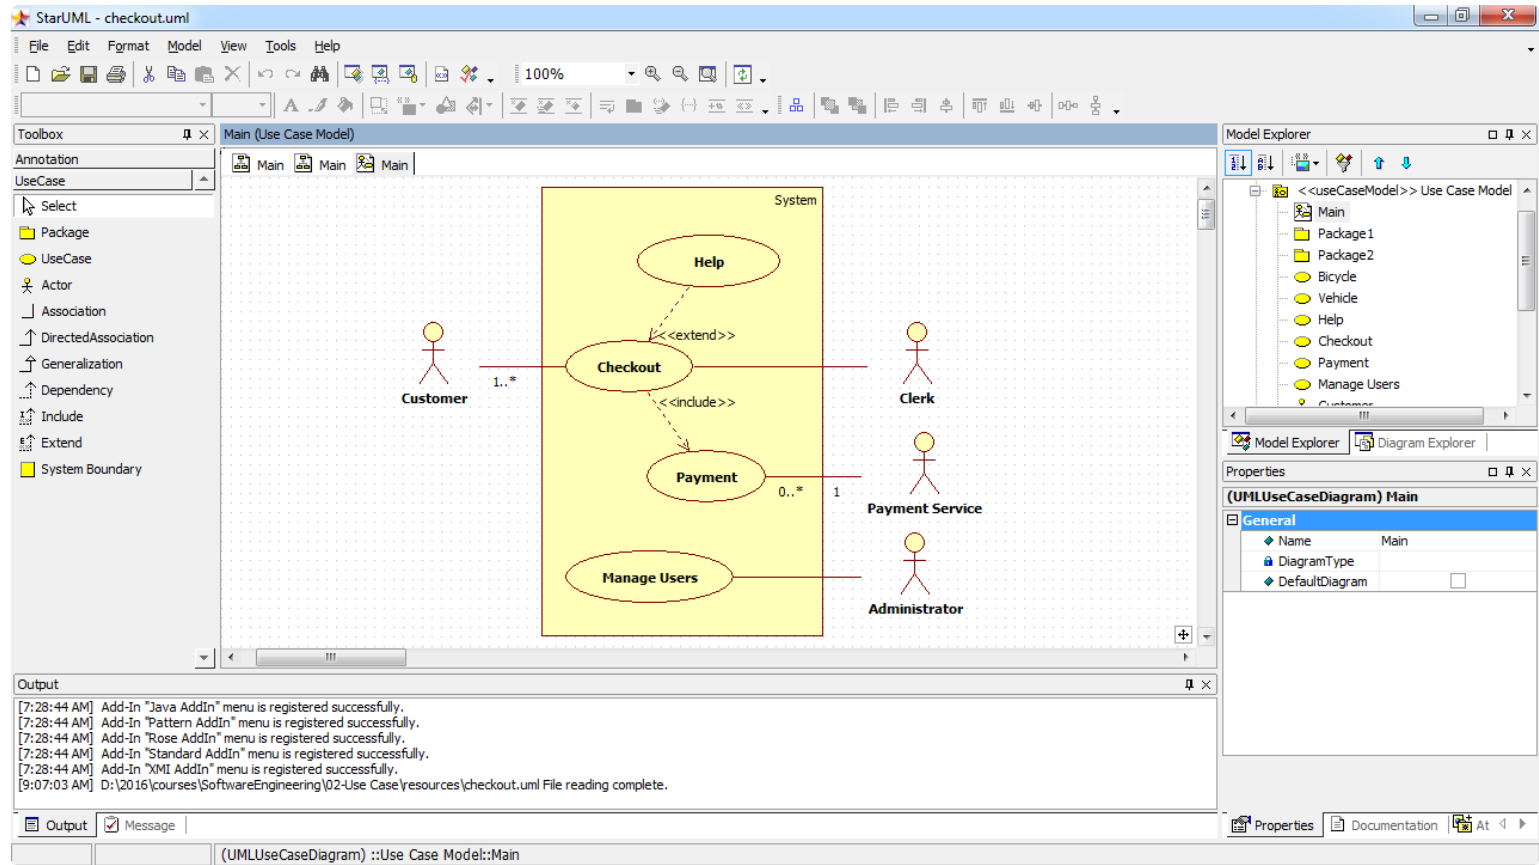 StarUML - checkout.uml
File Edit Format Model View Tools Help
100%
Toolbox
Annotation
UseCase
Select
Package
UseCase
Actor
Association
DirectedAssociation
Generalization
Dependency
Include
Extend
System Boundary
Main (Use Case Model)
Main Main Main
System
Help
<<extend>>
Checkout
1..*
Customer
Clerk
<<include>>
Payment
0..* 1
Payment Service
Manage Users
Administrator
Model Explorer
<<useCaseModel>> Use Case Model
Main
Package1
Package2
Bicycle
Vehicle
Help
Checkout
Payment
Manage Users
Customer
Model Explorer Diagram Explorer
Properties
(UMLUseCaseDiagram) Main
General
Name Main
DiagramType
DefaultDiagram
Output
[7:28:44 AM] Add-In "Java AddIn" menu is registered successfully.
[7:28:44 AM] Add-In "Pattern AddIn" menu is registered successfully.
[7:28:44 AM] Add-In "Rose AddIn" menu is registered successfully.
[7:28:44 AM] Add-In "Standard AddIn" menu is registered successfully.
[7:28:44 AM] Add-In "XMI AddIn" menu is registered successfully.
[9:07:03 AM] D:\2016\courses\SoftwareEngineering\02-Use Case\resources\checkout.uml File reading complete.
Output Message
Properties Documentation At
(UMLUseCaseDiagram) ::Use Case Model::Main